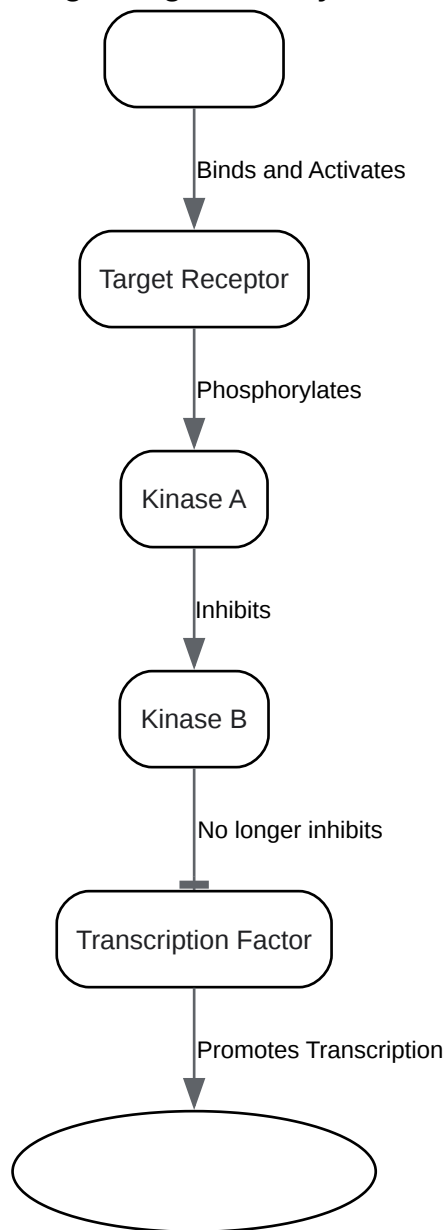 Binds and Activates
Target Receptor
Phosphorylates
Kinase A
Inhibits
Kinase B
No longer inhibits
Transcription Factor
Promotes Transcription